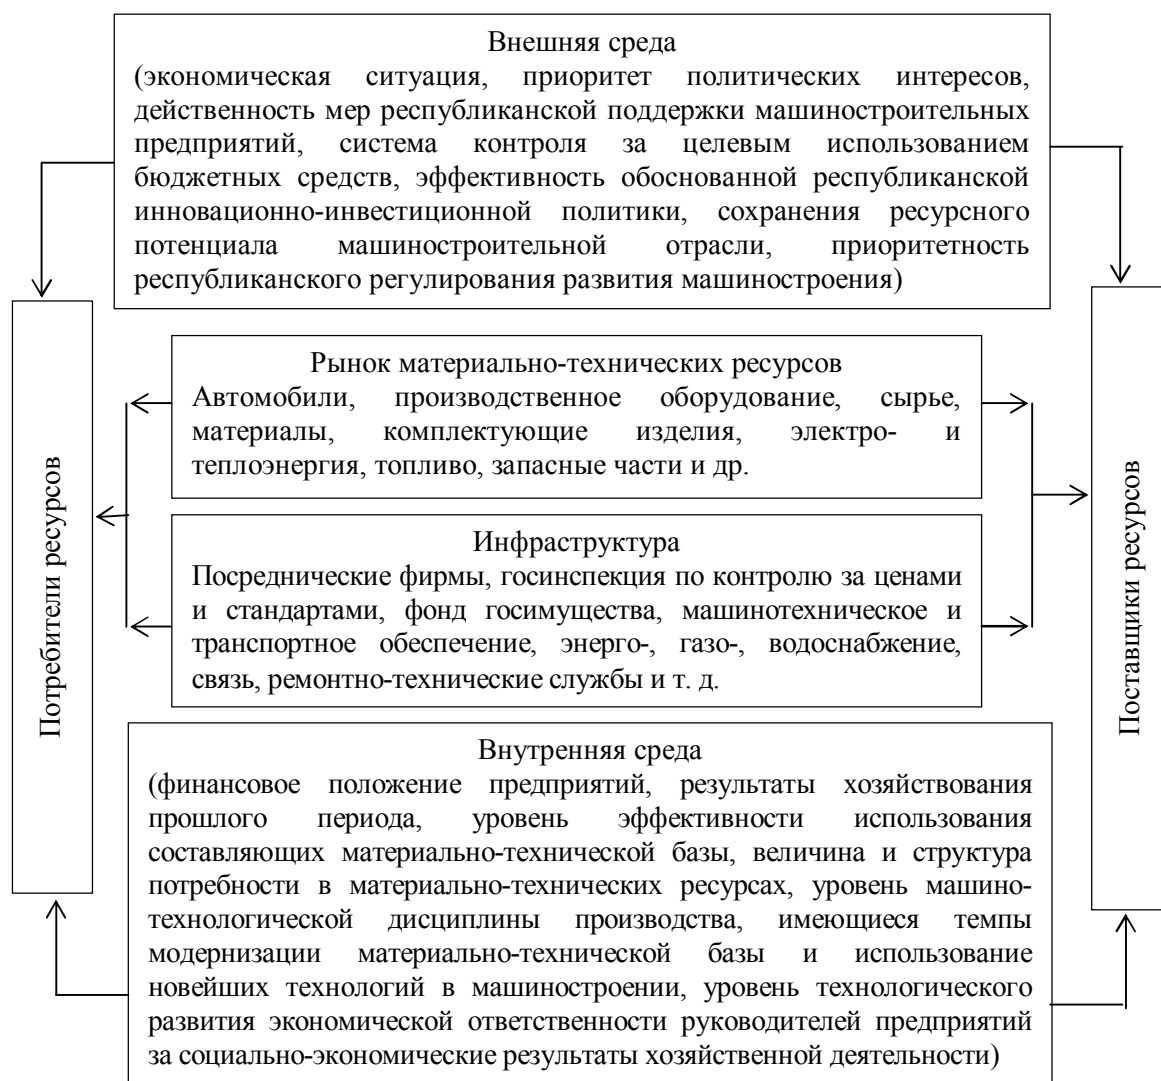 Внешняя среда
(экономическая ситуация, приоритет политических интересов,
действенность мер республиканской поддержки машиностроительных
предприятий, система контроля за целевым использованием
бюджетных средств, эффективность обоснованной республиканской
инновационно-инвестиционной политики, сохранения ресурсного
потенциала машиностроительной отрасли, приоритетность
республиканского регулирования развития машиностроения)
Потребители ресурсов
Рынок материально-технических ресурсов
Автомобили, производственное оборудование, сырье,
материалы, комплектующие изделия, электро- и
теплоэнергия, топливо, запасные части и др.
Инфраструктура
Посреднические фирмы, госинспекция по контролю за ценами
и стандартами, фонд госимущества, машинотехническое и
транспортное обеспечение, энерго-, газо-, водоснабжение,
связь, ремонтно-технические службы и т. д.
Поставщики ресурсов
Внутренняя среда
(финансовое положение предприятий, результаты хозяйствования
прошлого периода, уровень эффективности использования
составляющих материально-технической базы, величина и структура
потребности в материально-технических ресурсах, уровень машино-
технологической дисциплины производства, имеющиеся темпы
модернизации материально-технической базы и использование
новейших технологий в машиностроении, уровень технологического
развития экономической ответственности руководителей предприятий
за социально-экономические результаты хозяйственной деятельности)